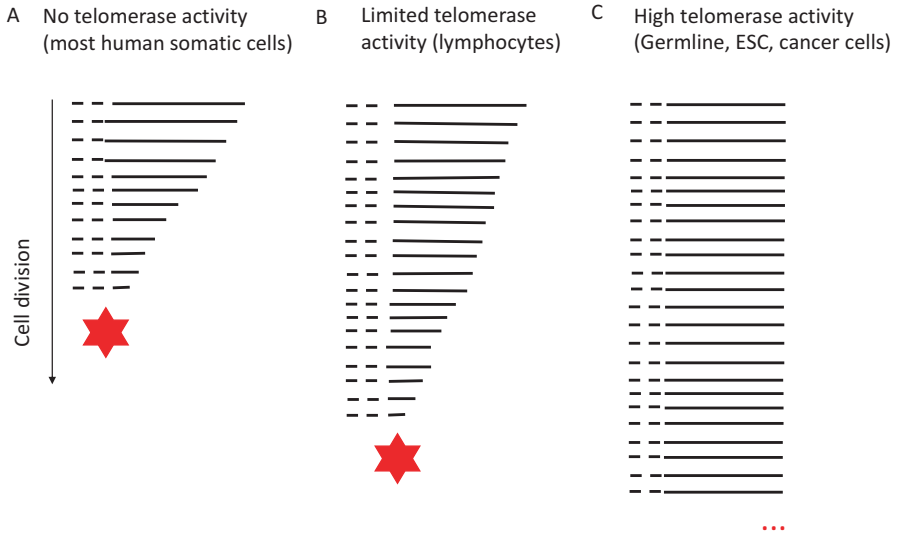 A
No telomerase activity
(most human somatic cells)
B
Limited telomerase
activity (lymphocytes)
C
High telomerase activity
(Germline, ESC, cancer cells)
Cell division
...